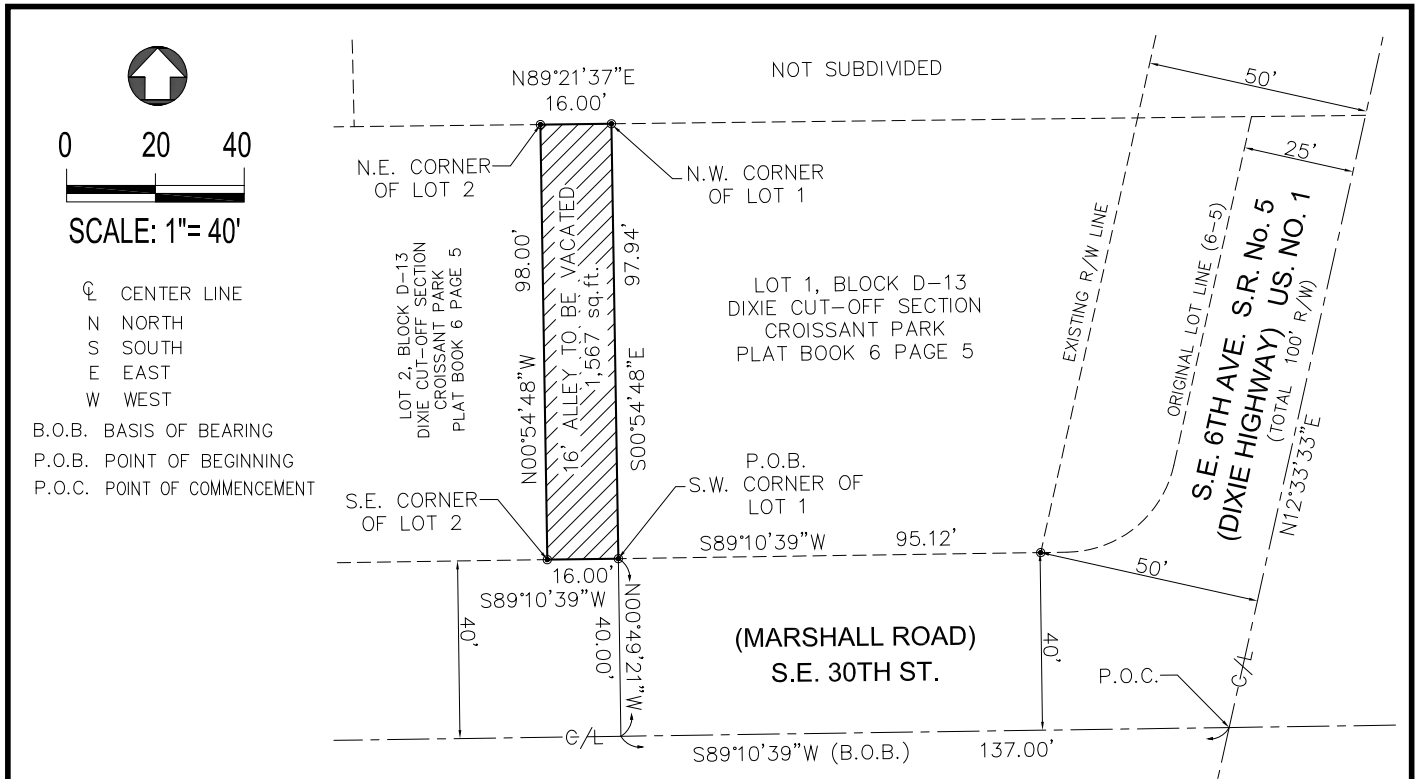 N89°21'37"E
16.00'
NOT SUBDIVIDED
50'
25'
0 20 40
SCALE: 1"= 40'
℄ CENTER LINE
N NORTH
S SOUTH
E EAST
W WEST
B.O.B. BASIS OF BEARING
P.O.B. POINT OF BEGINNING
P.O.C. POINT OF COMMENCEMENT
N.E. CORNER
OF LOT 2
N.W. CORNER
OF LOT 1
LOT 2, BLOCK D-13
DIXIE CUT-OFF SECTION
CROISSANT PARK
PLAT BOOK 6 PAGE 5
N00°54'48"W
98.00'
16' ALLEY TO BE VACATED
1,567 sq.ft.
97.94'
S00°54'48"E
LOT 1, BLOCK D-13
DIXIE CUT-OFF SECTION
CROISSANT PARK
PLAT BOOK 6 PAGE 5
EXISTING R/W LINE
ORIGINAL LOT LINE (6-5)
S.E. 6TH AVE. S.R. No. 5
(DIXIE HIGHWAY) US. NO. 1
(TOTAL 100' R/W)
N12°33'33"E
S.E. CORNER
OF LOT 2
P.O.B.
S.W. CORNER OF
LOT 1
S89°10'39"W 95.12'
50'
16.00'
S89°10'39"W
40'
40.00'
N00°49'21"W
(MARSHALL ROAD)
S.E. 30TH ST.
40'
P.O.C.
C/L
C/L
S89°10'39"W (B.O.B.) 137.00'